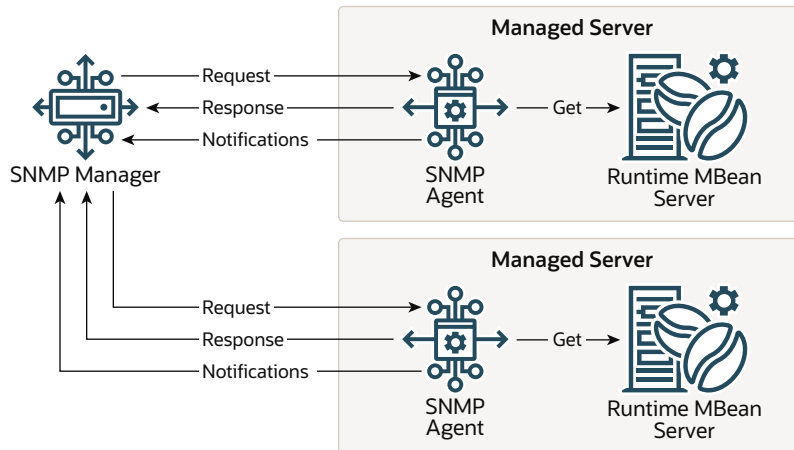 Managed Server
Request
Response
Get
Notifications
SNMP Manager
SNMP
Agent
Runtime MBean
Server
Managed Server
Request
Response
Get
Notifications
SNMP
Agent
Runtime MBean
Server